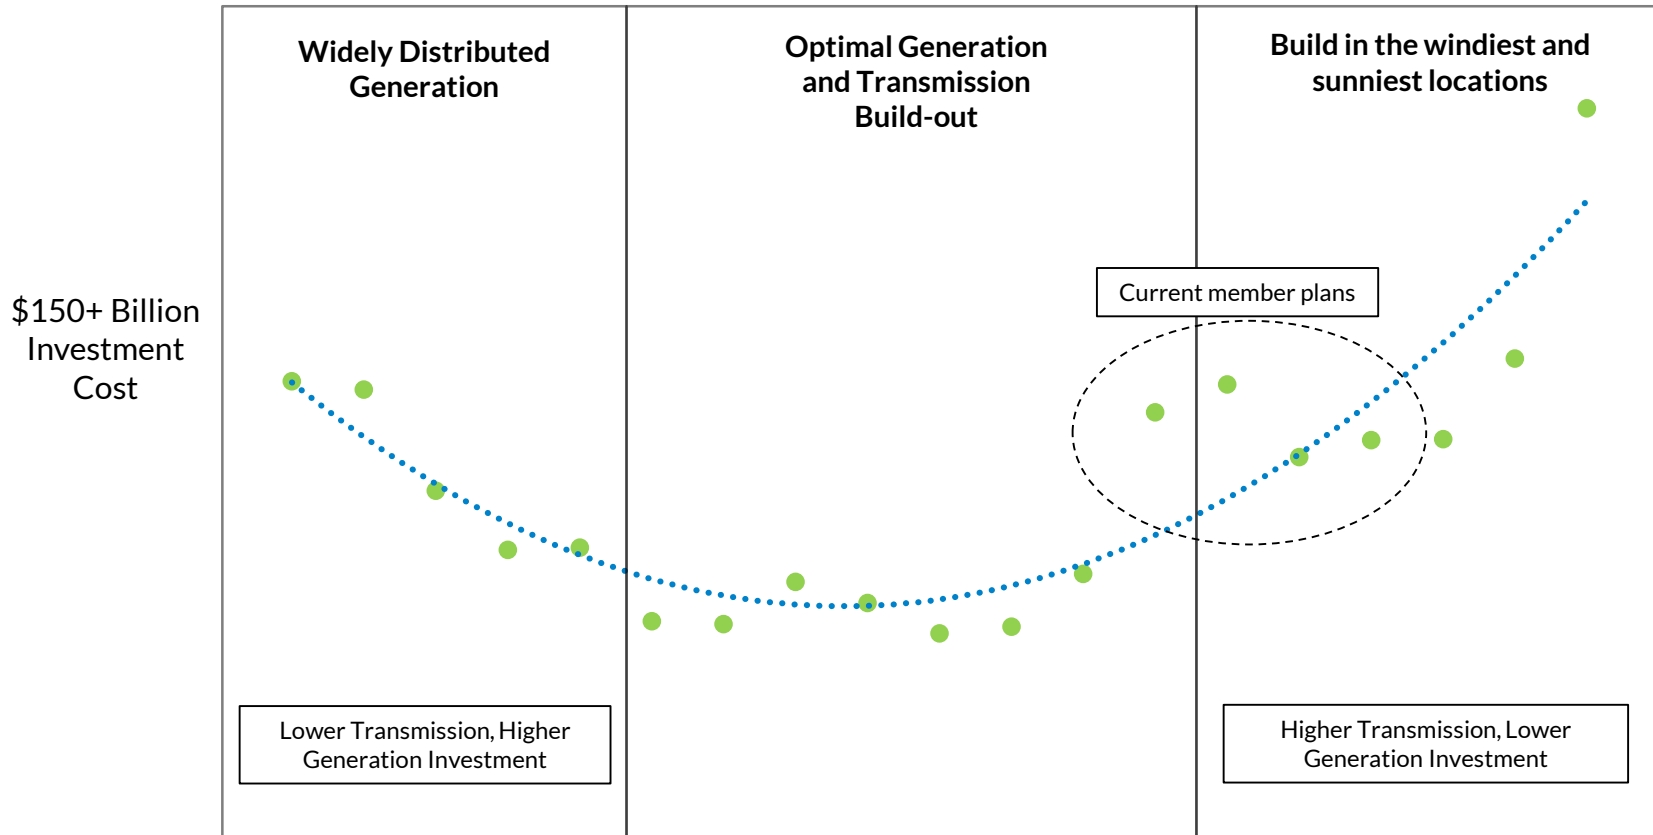 Widely Distributed
Generation
Optimal Generation
and Transmission
Build-out
Build in the windiest and
sunniest locations
$150+ Billion
Investment
Cost
Current member plans
Lower Transmission, Higher
Generation Investment
Higher Transmission, Lower
Generation Investment